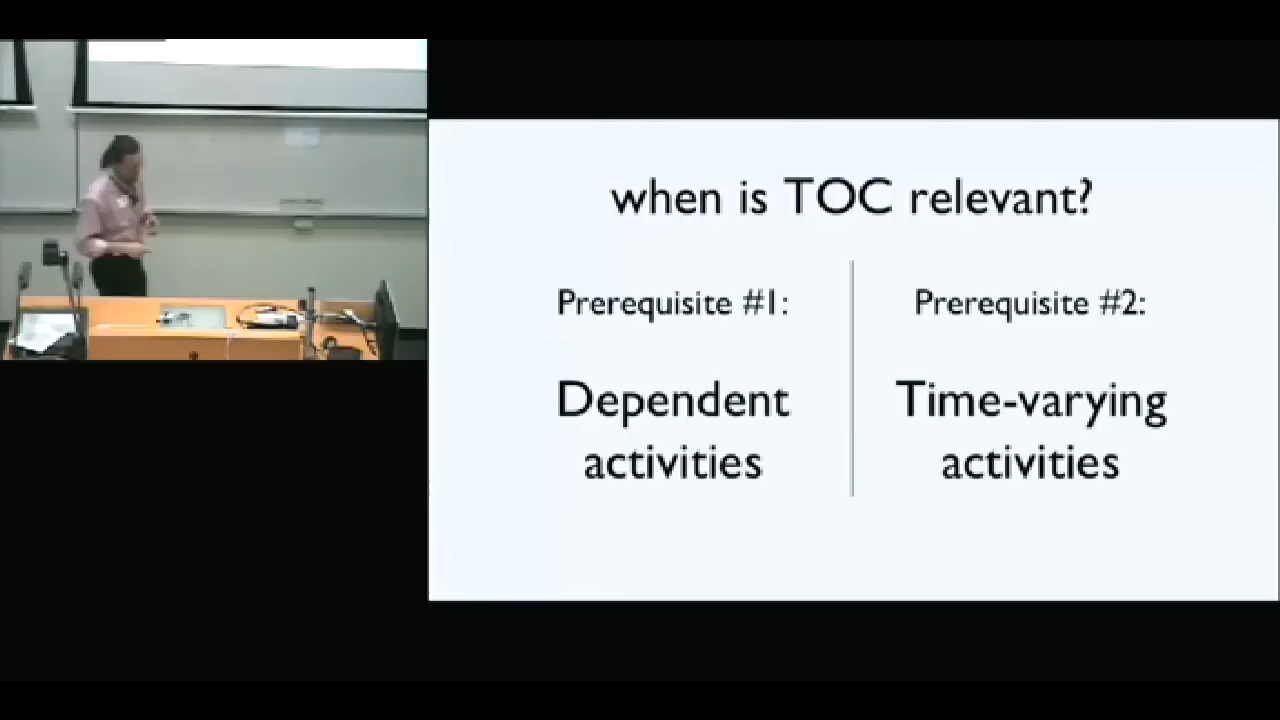 when is TOC relevant?
Prerequisite #1:
Dependent
activities
Prerequisite #2:
Time-varying
activities